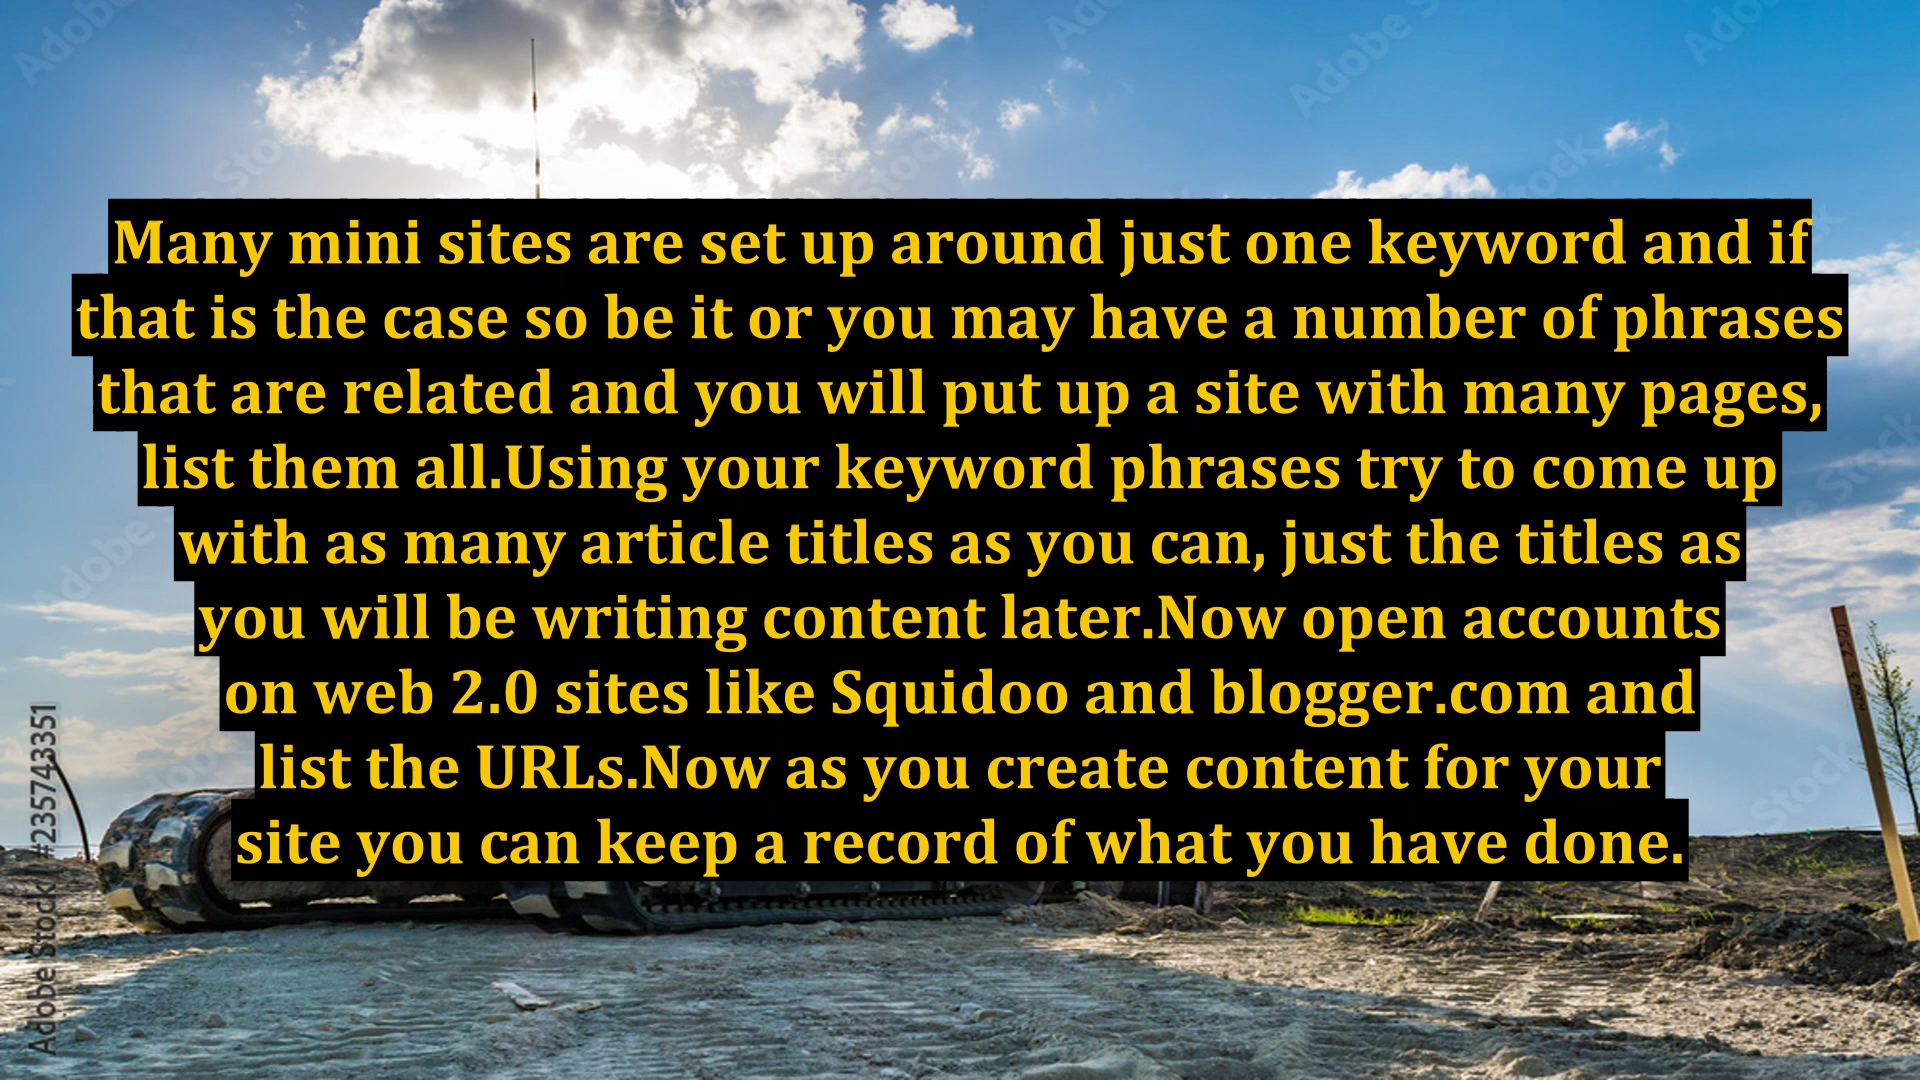 Many mini sites are set up around just one keyword and if
that is the case so be it or you may have a number of phrases
that are related and you will put up a site with many pages,
list them all.Using your keyword phrases try to come up
with as many article titles as you can, just the titles as
you will be writing content later.Now open accounts
on web 2.0 sites like Squidoo and blogger.com and
list the URLs.Now as you create content for your
site you can keep a record of what you have done.
Adobe Stock | #235743351